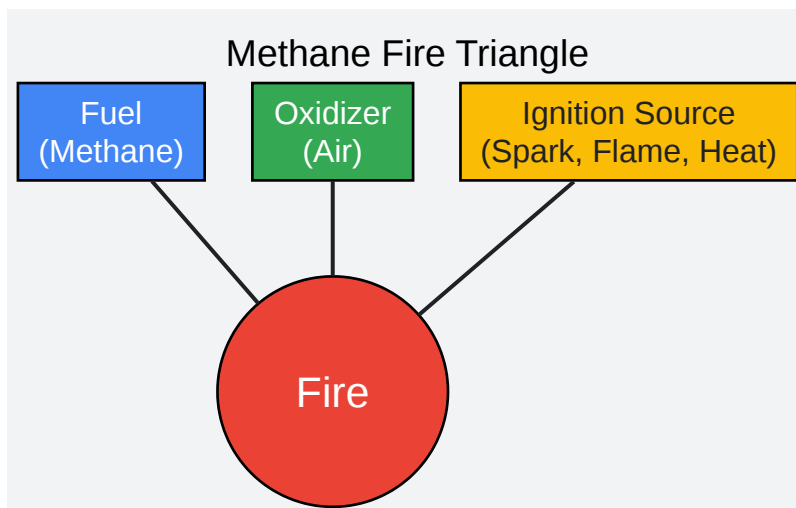 Methane Fire Triangle
Fuel
(Methane)
Oxidizer
(Air)
Ignition Source
(Spark, Flame, Heat)
Fire